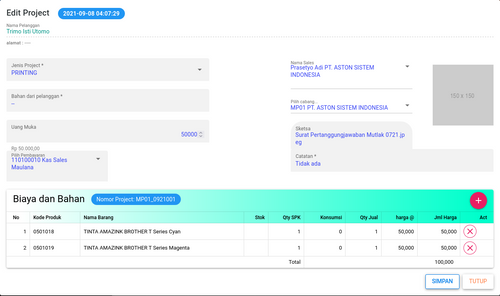 Edit Project 2021-09-08 04:07:29
Nama Pelanggan
Trimo Isti Utomo
alamat : ----
Jenis Project *
PRINTING
Nama Sales
Prasetyo Adi PT. ASTON SISTEM
INDONESIA
150 x 150
Bahan dari pelanggan *
--
Pilih cabang...
MP01 PT. ASTON SISTEM INDONESIA
Uang Muka
50000
Rp 50.000,00
Sketsa
Surat Pertanggungjawaban Mutlak 0721.jp
eg
Pilih Pembayaran
110100010 Kas Sales
Maulana
Catatan *
Tidak ada
Biaya dan Bahan Nomor Project: MP01_0921001 +
No Kode Produk Nama Barang Stok Qty SPK Konsumsi Qty Jual harga @ Jml Harga Act
1 0501018 TINTA AMAZINK BROTHER T Series Cyan 1 0 1 50,000 50,000
2 0501019 TINTA AMAZINK BROTHER T Series Magenta 1 0 1 50,000 50,000
Total 100,000
SIMPAN TUTUP